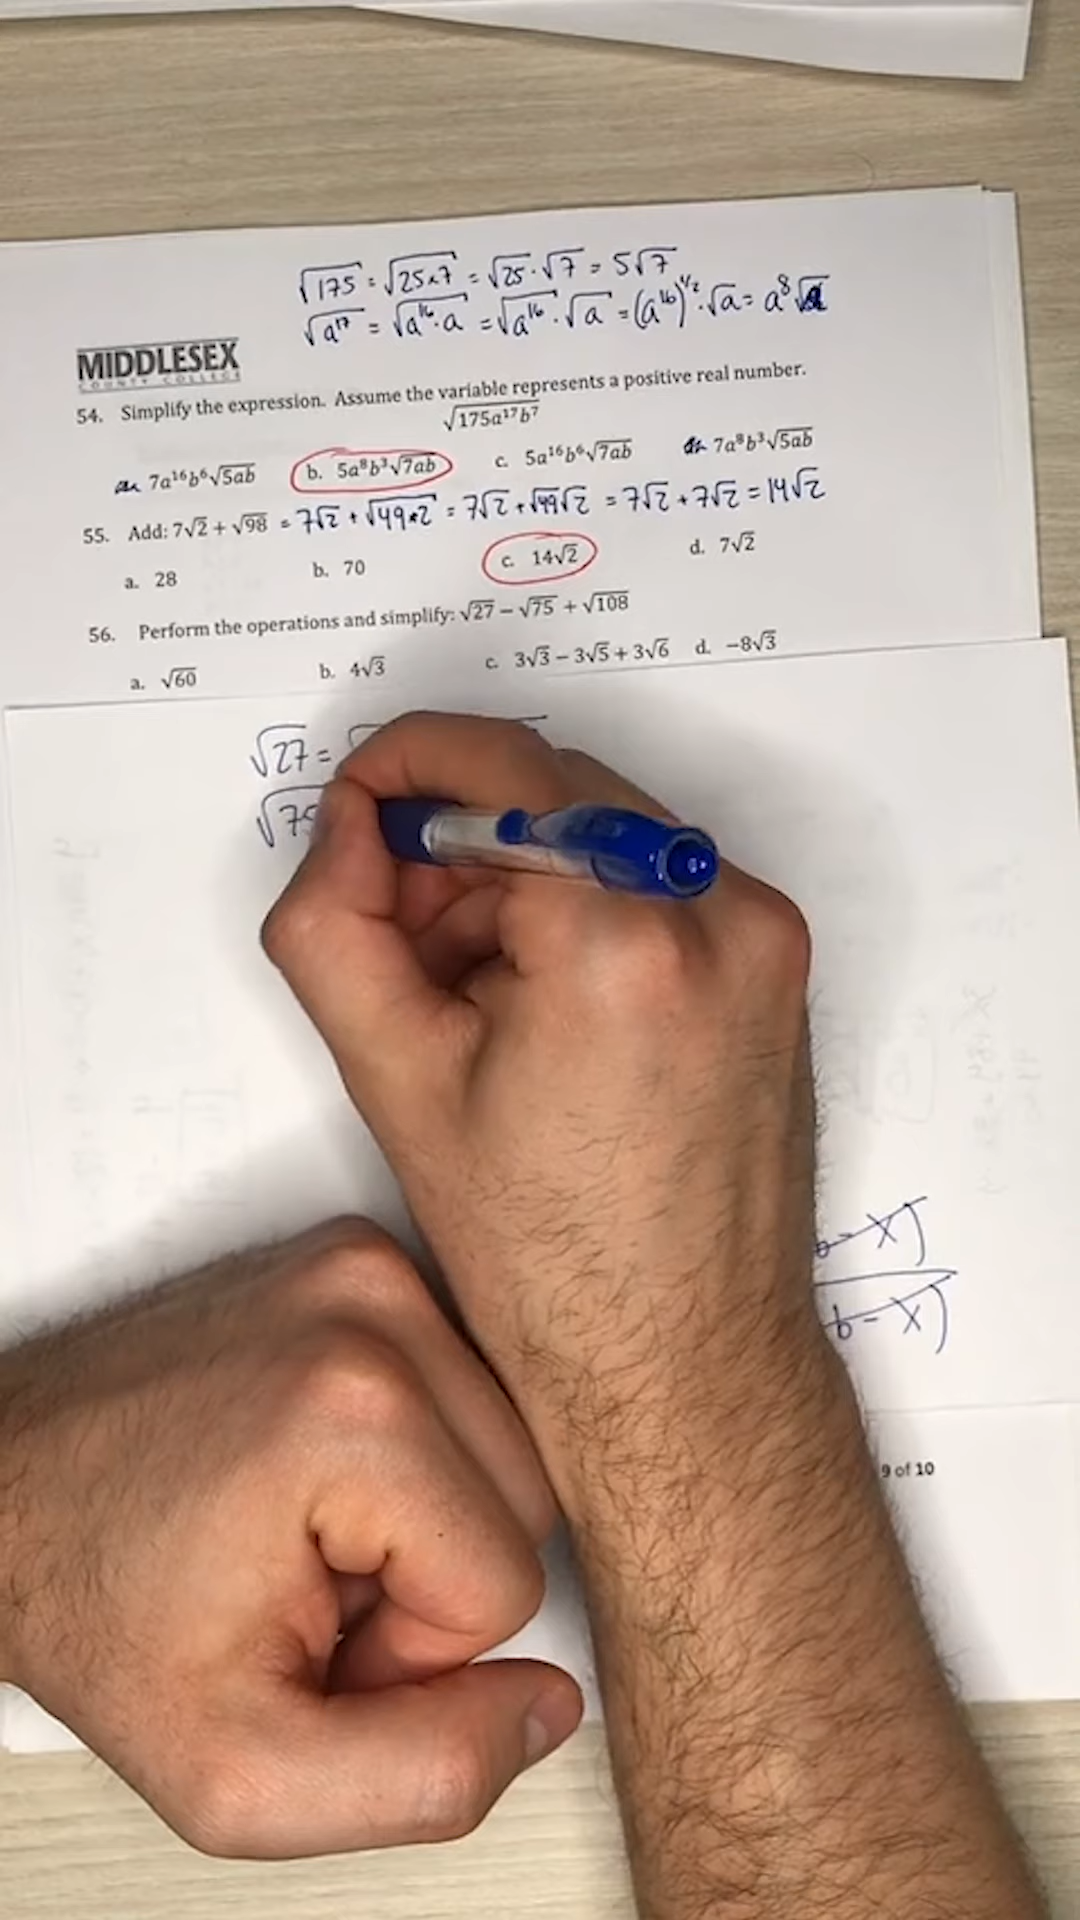 √175 = √25×7 = √25 · √7 = 5√7
√a¹⁷ = √a¹⁶·a = √a¹⁶ · √a = (a¹⁶)^½ · √a = a⁸√a
MIDDLESEX
COUNTY COLLEGE
54. Simplify the expression. Assume the variable represents a positive real number.
√175a¹⁷b⁷
7a¹⁶b⁶√5ab b. 5a⁸b³√7ab c. 5a¹⁶b⁶√7ab 7a⁸b³√5ab
55. Add: 7√2 + √98 = 7√2 + √49×2 = 7√2 + √49√2 = 7√2 + 7√2 = 14√2
a. 28 b. 70 c. 14√2 d. 7√2
56. Perform the operations and simplify: √27 − √75 + √108
a. √60 b. 4√3 c. 3√3 − 3√5 + 3√6 d. −8√3
√27 =
√75
- X)
b - X)
9 of 10